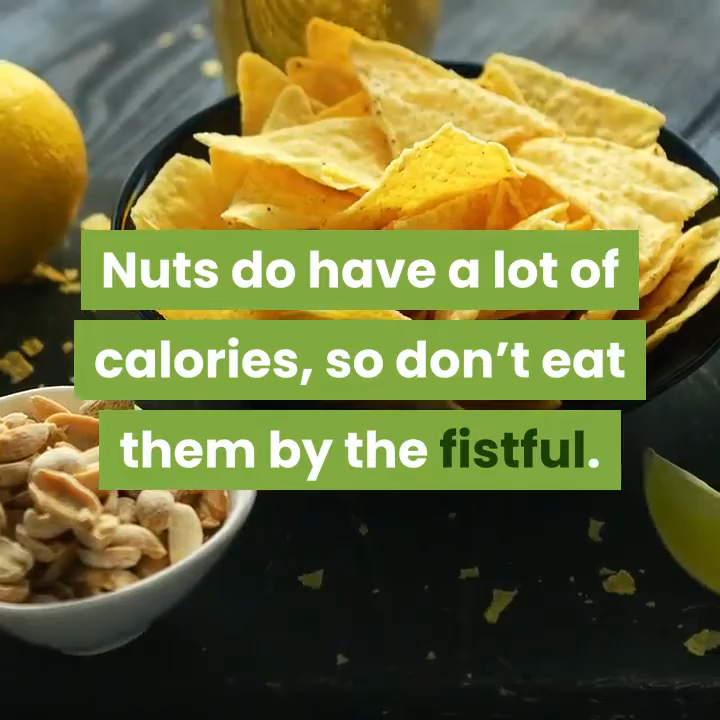 Nuts do have a lot of
calories, so don’t eat
them by the fistful.